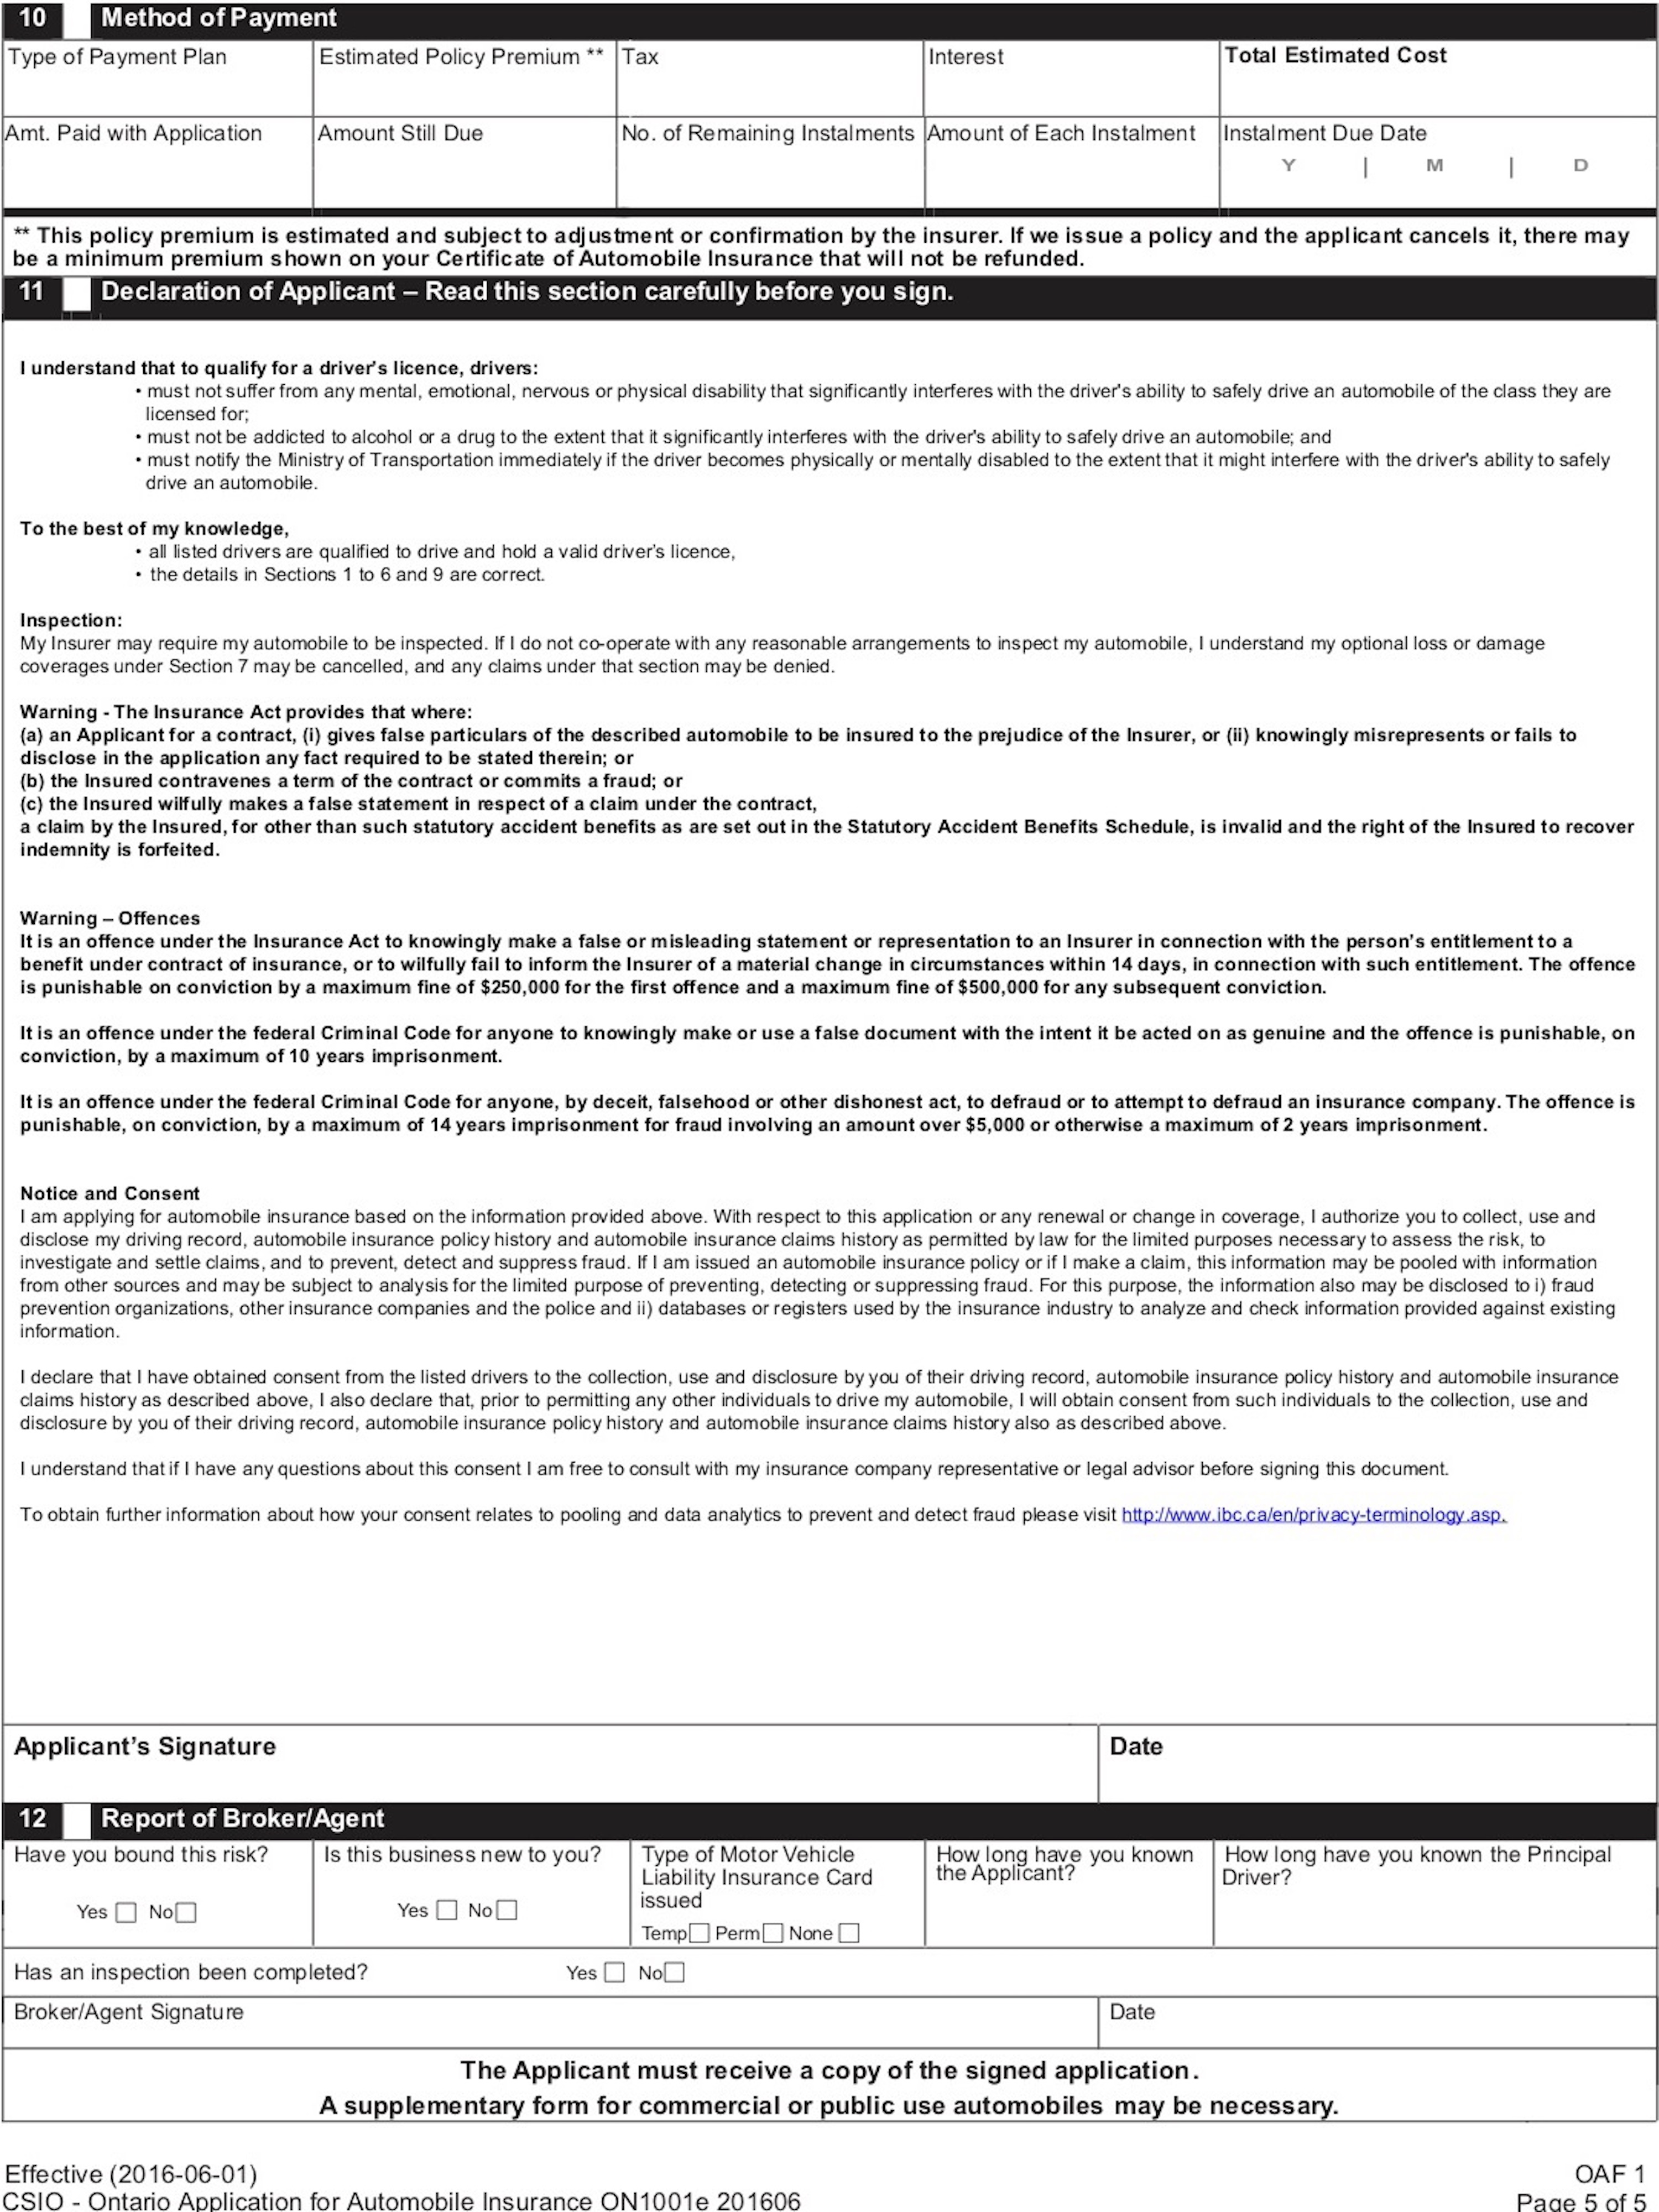 10 Method of Payment
Type of Payment Plan Estimated Policy Premium ** Tax Interest Total Estimated Cost
Amt. Paid with Application Amount Still Due No. of Remaining Instalments Amount of Each Instalment Instalment Due Date
Y | M | D
** This policy premium is estimated and subject to adjustment or confirmation by the insurer. If we issue a policy and the applicant cancels it, there may
be a minimum premium shown on your Certificate of Automobile Insurance that will not be refunded.
11 Declaration of Applicant – Read this section carefully before you sign.
I understand that to qualify for a driver's licence, drivers:
• must not suffer from any mental, emotional, nervous or physical disability that significantly interferes with the driver's ability to safely drive an automobile of the class they are
licensed for;
• must not be addicted to alcohol or a drug to the extent that it significantly interferes with the driver's ability to safely drive an automobile; and
• must notify the Ministry of Transportation immediately if the driver becomes physically or mentally disabled to the extent that it might interfere with the driver's ability to safely
drive an automobile.
To the best of my knowledge,
• all listed drivers are qualified to drive and hold a valid driver's licence,
• the details in Sections 1 to 6 and 9 are correct.
Inspection:
My Insurer may require my automobile to be inspected. If I do not co-operate with any reasonable arrangements to inspect my automobile, I understand my optional loss or damage
coverages under Section 7 may be cancelled, and any claims under that section may be denied.
Warning - The Insurance Act provides that where:
(a) an Applicant for a contract, (i) gives false particulars of the described automobile to be insured to the prejudice of the Insurer, or (ii) knowingly misrepresents or fails to
disclose in the application any fact required to be stated therein; or
(b) the Insured contravenes a term of the contract or commits a fraud; or
(c) the Insured wilfully makes a false statement in respect of a claim under the contract,
a claim by the Insured, for other than such statutory accident benefits as are set out in the Statutory Accident Benefits Schedule, is invalid and the right of the Insured to recover
indemnity is forfeited.
Warning – Offences
It is an offence under the Insurance Act to knowingly make a false or misleading statement or representation to an Insurer in connection with the person's entitlement to a
benefit under contract of insurance, or to wilfully fail to inform the Insurer of a material change in circumstances within 14 days, in connection with such entitlement. The offence
is punishable on conviction by a maximum fine of $250,000 for the first offence and a maximum fine of $500,000 for any subsequent conviction.
It is an offence under the federal Criminal Code for anyone to knowingly make or use a false document with the intent it be acted on as genuine and the offence is punishable, on
conviction, by a maximum of 10 years imprisonment.
It is an offence under the federal Criminal Code for anyone, by deceit, falsehood or other dishonest act, to defraud or to attempt to defraud an insurance company. The offence is
punishable, on conviction, by a maximum of 14 years imprisonment for fraud involving an amount over $5,000 or otherwise a maximum of 2 years imprisonment.
Notice and Consent
I am applying for automobile insurance based on the information provided above. With respect to this application or any renewal or change in coverage, I authorize you to collect, use and
disclose my driving record, automobile insurance policy history and automobile insurance claims history as permitted by law for the limited purposes necessary to assess the risk, to
investigate and settle claims, and to prevent, detect and suppress fraud. If I am issued an automobile insurance policy or if I make a claim, this information may be pooled with information
from other sources and may be subject to analysis for the limited purpose of preventing, detecting or suppressing fraud. For this purpose, the information also may be disclosed to i) fraud
prevention organizations, other insurance companies and the police and ii) databases or registers used by the insurance industry to analyze and check information provided against existing
information.
I declare that I have obtained consent from the listed drivers to the collection, use and disclosure by you of their driving record, automobile insurance policy history and automobile insurance
claims history as described above, I also declare that, prior to permitting any other individuals to drive my automobile, I will obtain consent from such individuals to the collection, use and
disclosure by you of their driving record, automobile insurance policy history and automobile insurance claims history also as described above.
I understand that if I have any questions about this consent I am free to consult with my insurance company representative or legal advisor before signing this document.
To obtain further information about how your consent relates to pooling and data analytics to prevent and detect fraud please visit http://www.ibc.ca/en/privacy-terminology.asp.
Applicant's Signature Date
12 Report of Broker/Agent
Have you bound this risk? Is this business new to you? Type of Motor Vehicle How long have you known How long have you known the Principal
Liability Insurance Card the Applicant? Driver?
issued
Yes No Yes No Temp Perm None
Has an inspection been completed? Yes No
Broker/Agent Signature Date
The Applicant must receive a copy of the signed application.
A supplementary form for commercial or public use automobiles may be necessary.
Effective (2016-06-01) OAF 1
CSIO - Ontario Application for Automobile Insurance ON1001e 201606 Page 5 of 5